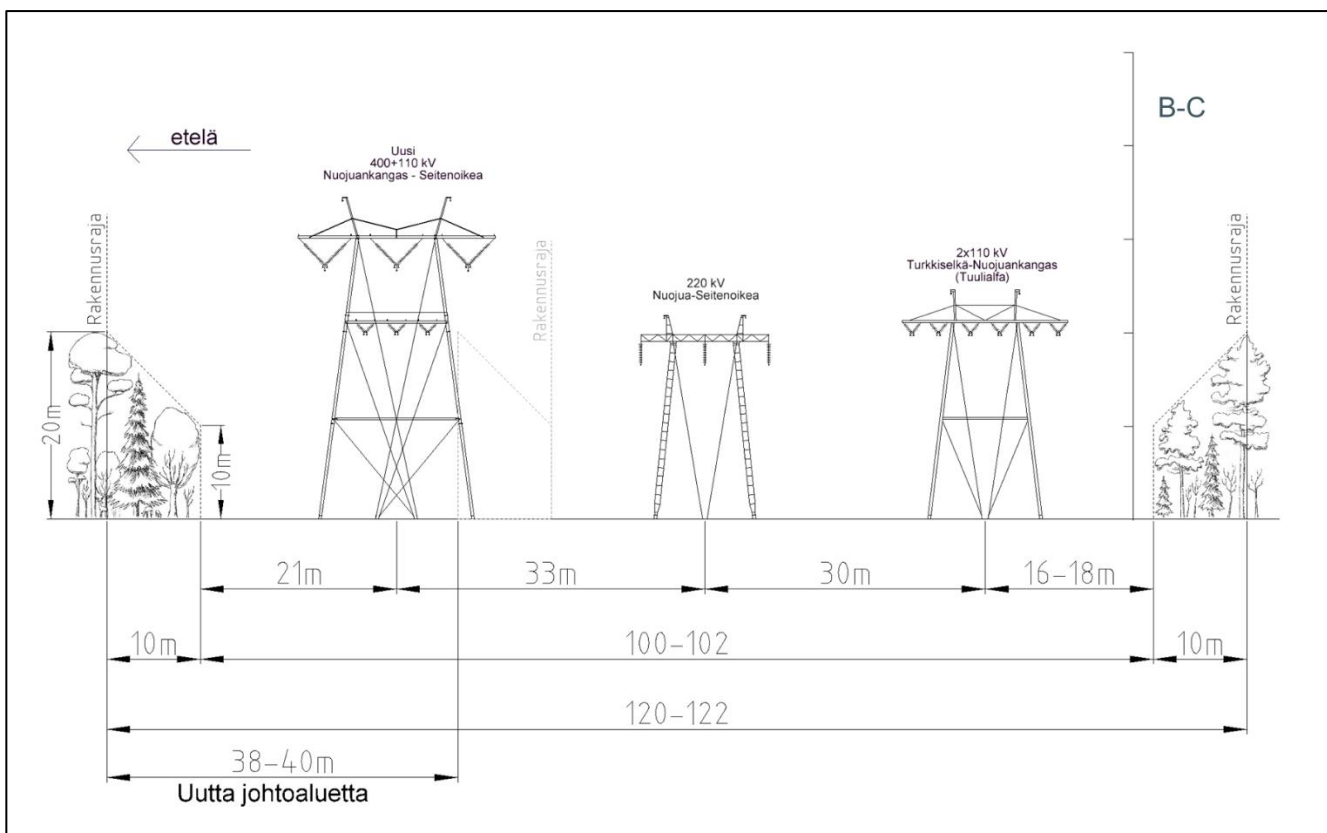 B-C
etelä
Uusi
400+110 kV
Nuojuankangas - Seitenoikea
Rakennusraja
Rakennusraja
Rakennusraja
2x110 kV
Turkkiselkä-Nuojuankangas
(Tuulialfa)
220 kV
Nuojua-Seitenoikea
20m
10m
21m
33m
30m
16-18m
10m
100-102
10m
120-122
38-40m
Uutta johtoaluetta